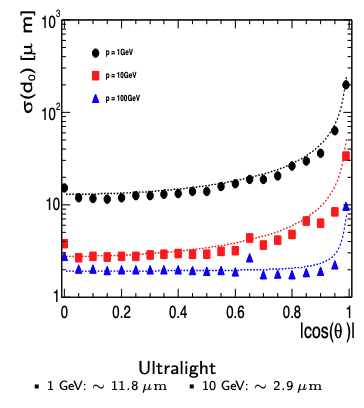 10³
p = 1GeV
p = 10GeV
p = 100GeV
σ(d₀) [μ m]
10²
10
1
0 0.2 0.4 0.6 0.8 1
|cos(θ)|
Ultralight
▪ 1 GeV: ∼ 11.8 μm ▪ 10 GeV: ∼ 2.9 μm